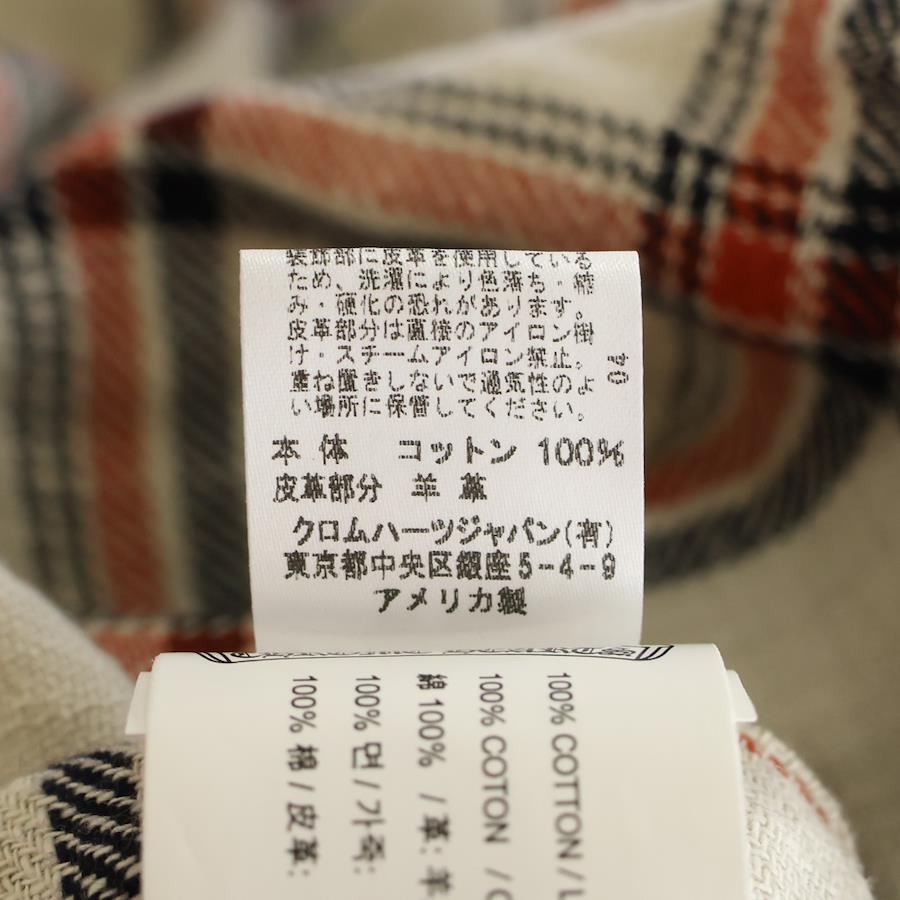 装飾部に皮革を使用している
ため、洗濯により色落ち・縮
み・硬化の恐れがあります。
皮革部分は直接のアイロン掛
け・スチームアイロン禁止。
重ね置きしないで通気性のよ
い場所に保管してください。
04
本体 コットン 100%
皮革部分 羊革
クロムハーツジャパン(有)
東京都中央区銀座5-4-9
アメリカ製
100% COTTON / L
100% COTON /
綿 100% / 革: 羊
100% 면 / 가죽:
100% 棉 / 皮革: